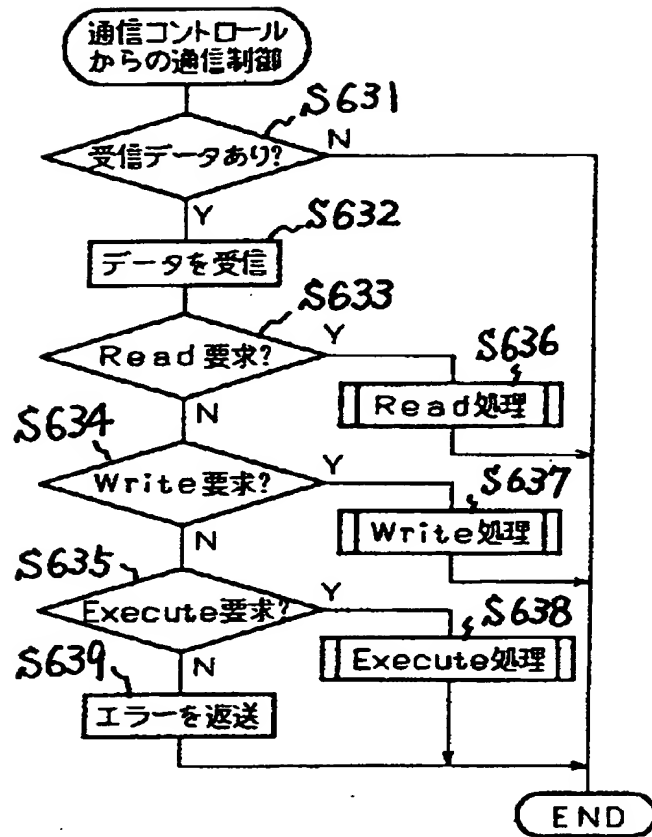 通信コントロール
からの通信制御
S631
受信データあり?
N
Y
S632
データを受信
S633
Read要求?
Y
S636
Read処理
N
S634
Write要求?
Y
S637
Write処理
N
S635
Execute要求?
Y
S638
Execute処理
N
S639
エラーを返送
END